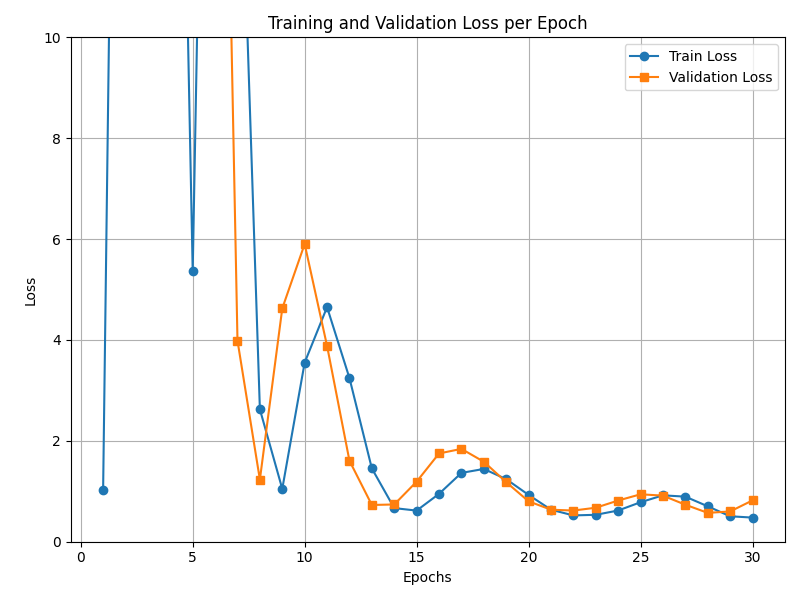 Training and Validation Loss per Epoch
Train Loss
Validation Loss
10
8
6
4
2
0
Loss
0 5 10 15 20 25 30
Epochs